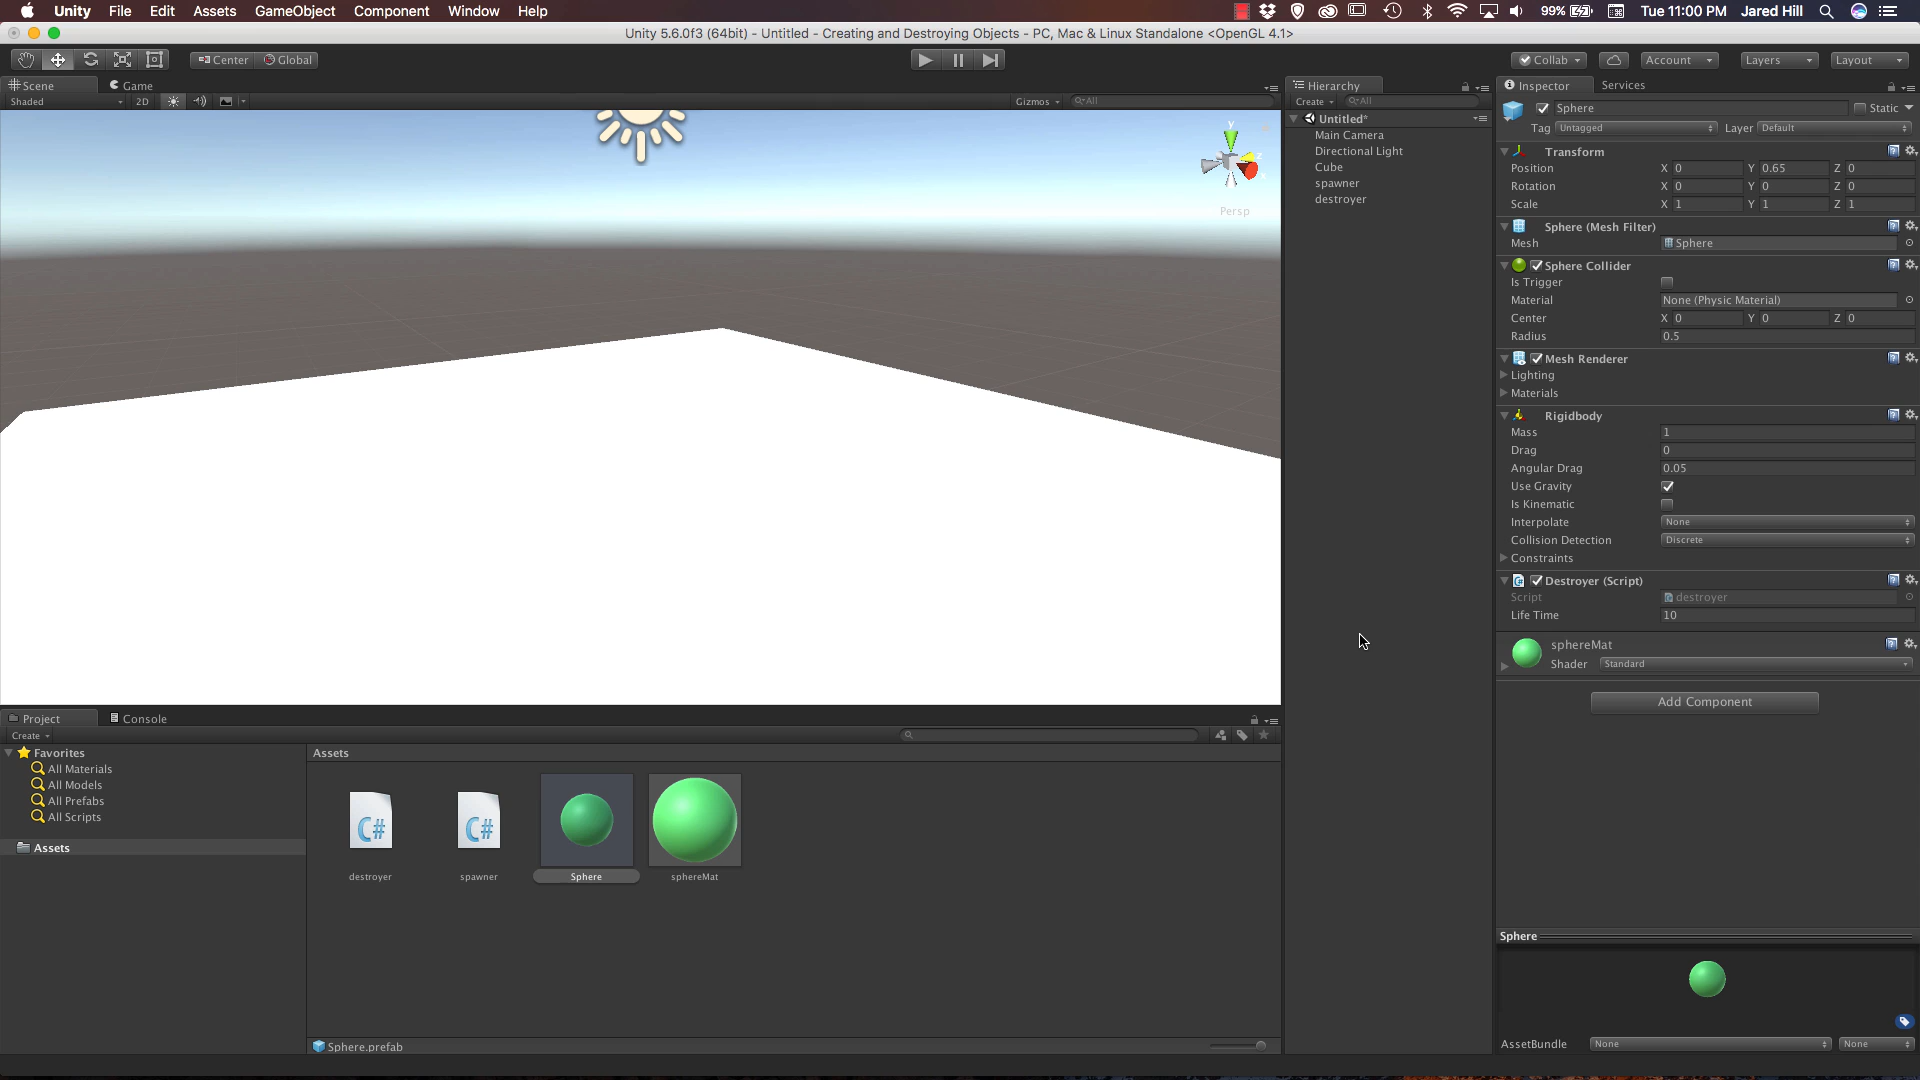 Unity File Edit Assets GameObject Component Window Help 99% Tue 11:00 PM Jared Hill
Unity 5.6.0f3 (64bit) - Untitled - Creating and Destroying Objects - PC, Mac & Linux Standalone <OpenGL 4.1>
Center Global Collab Account Layers Layout
Scene Game
Shaded 2D Gizmos All
y
z
x
Persp
Hierarchy
Create All
Untitled*
Main Camera
Directional Light
Cube
spawner
destroyer
Inspector Services
Sphere Static
Tag Untagged Layer Default
Transform
Position X 0 Y 0.65 Z 0
Rotation X 0 Y 0 Z 0
Scale X 1 Y 1 Z 1
Sphere (Mesh Filter)
Mesh Sphere
Sphere Collider
Is Trigger
Material None (Physic Material)
Center X 0 Y 0 Z 0
Radius 0.5
Mesh Renderer
Lighting
Materials
Rigidbody
Mass 1
Drag 0
Angular Drag 0.05
Use Gravity
Is Kinematic
Interpolate None
Collision Detection Discrete
Constraints
Destroyer (Script)
Script destroyer
Life Time 10
sphereMat
Shader Standard
Add Component
Sphere
AssetBundle None None
Project Console
Create
Favorites
All Materials
All Models
All Prefabs
All Scripts
Assets
Assets
C# C#
destroyer spawner Sphere sphereMat
Sphere.prefab